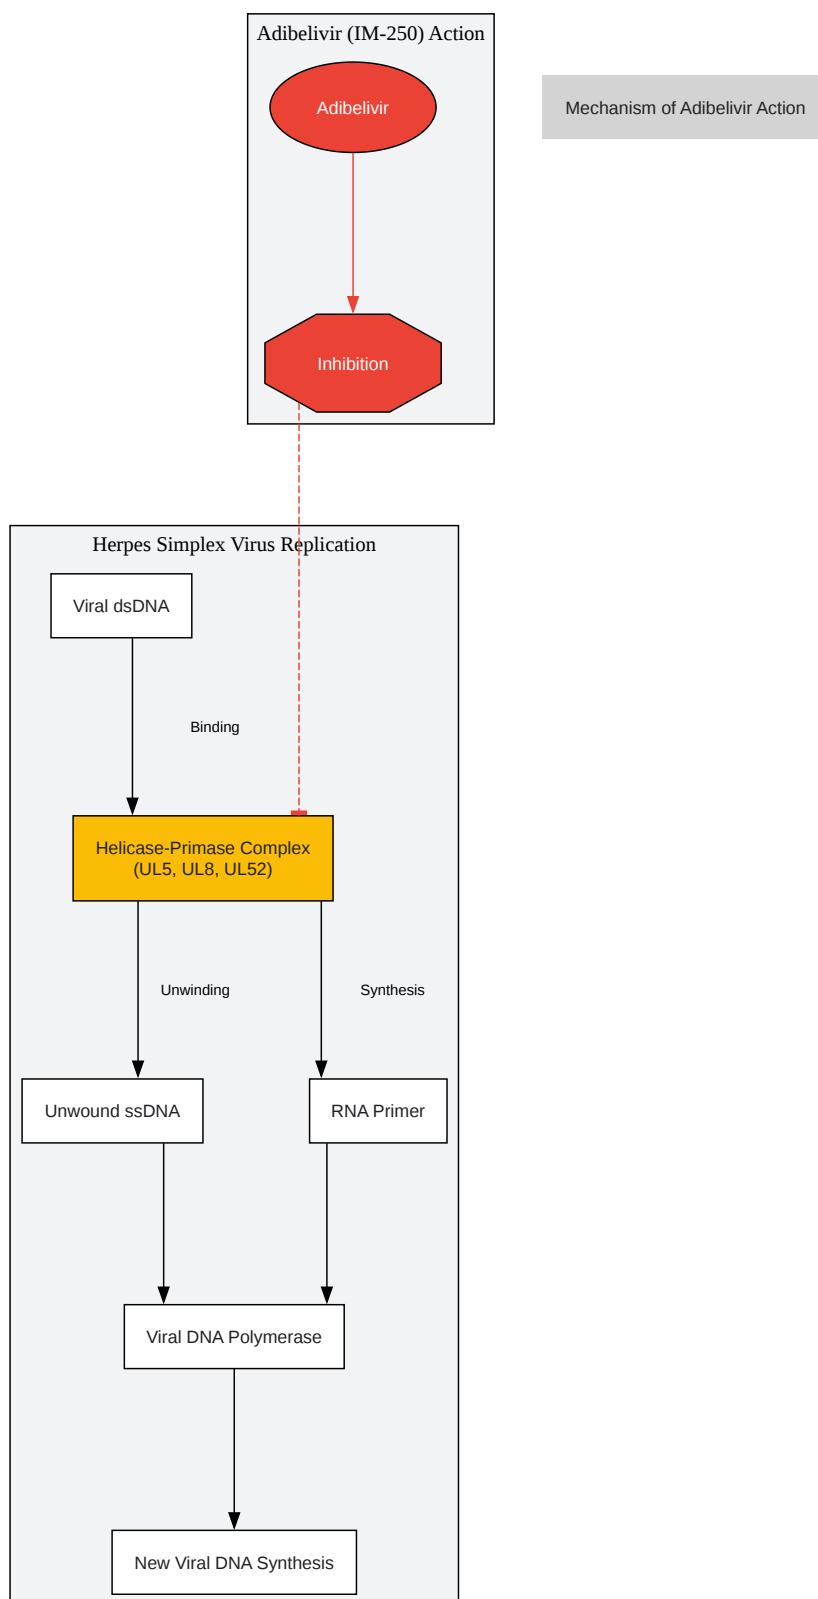 Adibelivir (IM-250) Action
Adibelivir
Mechanism of Adibelivir Action
Inhibition
Herpes Simplex Virus Replication
Viral dsDNA
Binding
Helicase-Primase Complex
(UL5, UL8, UL52)
Unwinding
Synthesis
Unwound ssDNA
RNA Primer
Viral DNA Polymerase
New Viral DNA Synthesis